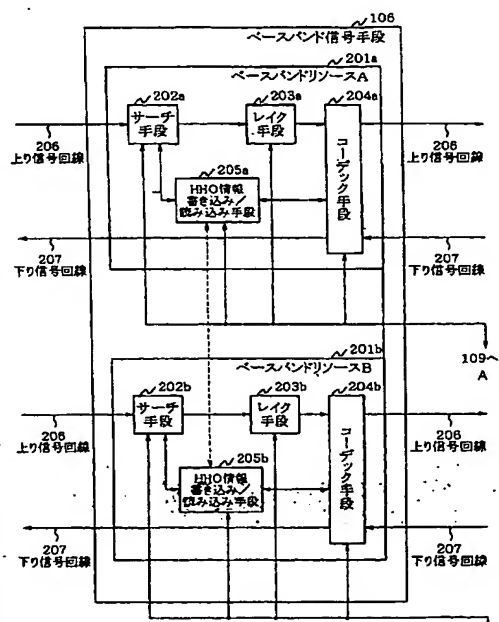 106
ベースバンド信号手段
201a
ベースバンドリソースA
202a
203a
204a
サーチ
手段
レイク
手段
コーデック手段
206
上り信号回線
206
上り信号回線
205a
HHO情報
書き込み/
読み込み手段
207
下り信号回線
207
下り信号回線
109へ
A
201b
ベースバンドリソースB
202b
203b
204b
サーチ
手段
レイク
手段
コーデック手段
206
上り信号回線
206
上り信号回線
205b
HHO情報
書き込み/
読み込み手段
207
下り信号回線
207
下り信号回線